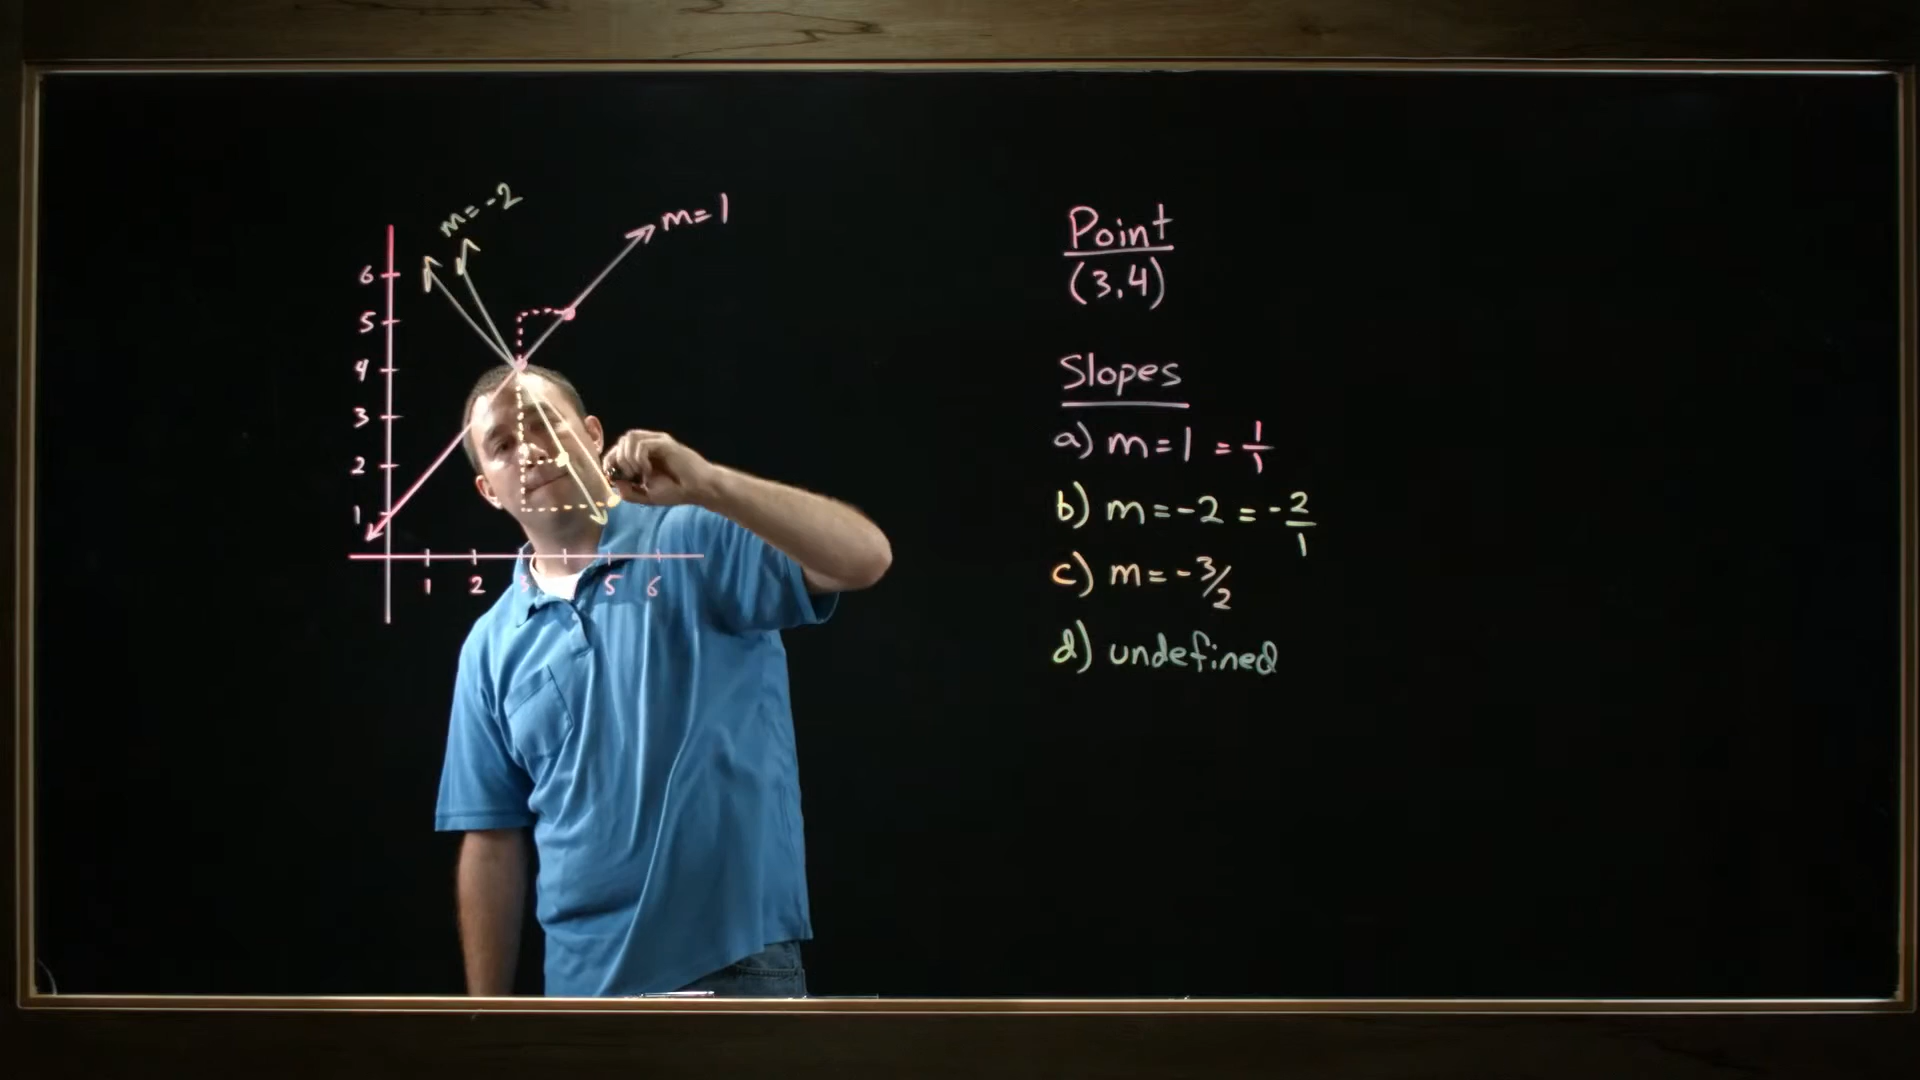 m=-2
m=1
6
5
4
3
2
1
1 2 3 5 6
Point
(3,4)
Slopes
a) m=1 = 1/1
b) m=-2 = -2/1
c) m=-3/2
d) undefined